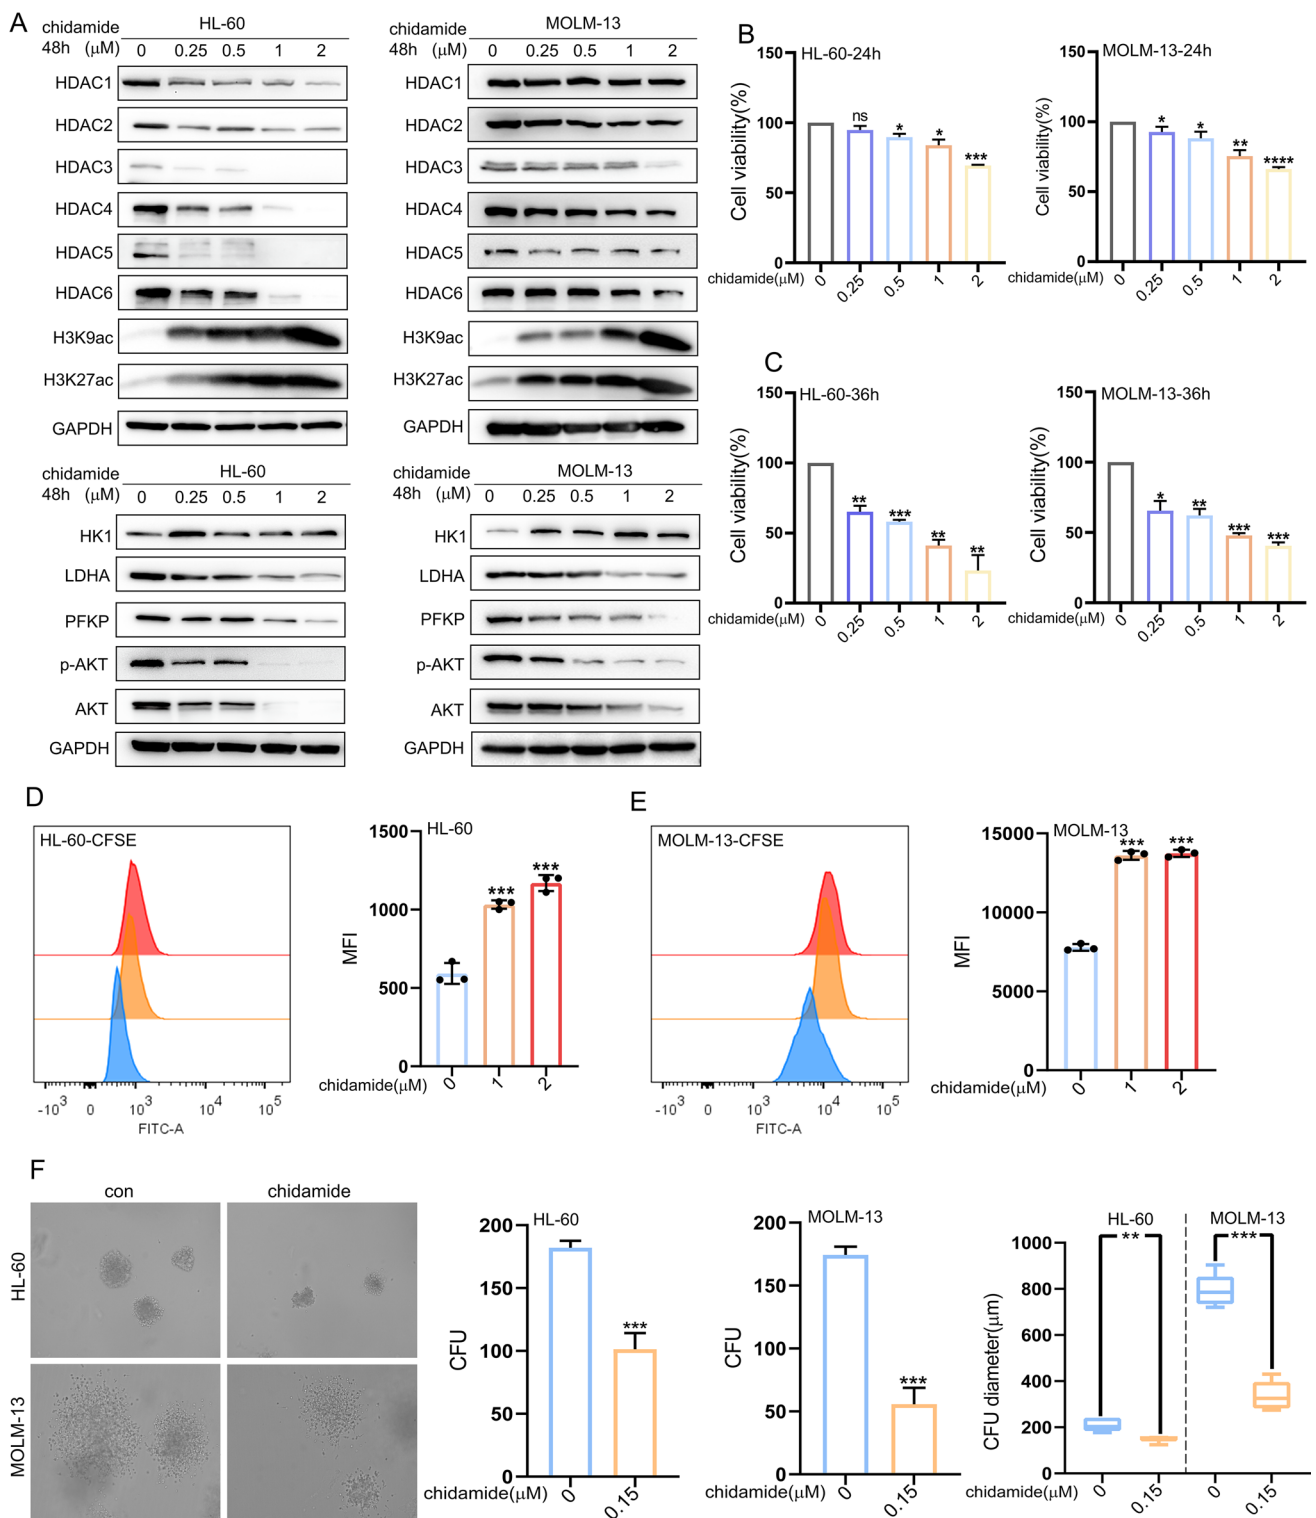 A
chidamide HL-60
48h (μM) 0 0.25 0.5 1 2
HDAC1
HDAC2
HDAC3
HDAC4
HDAC5
HDAC6
H3K9ac
H3K27ac
GAPDH
chidamide MOLM-13
48h (μM) 0 0.25 0.5 1 2
HDAC1
HDAC2
HDAC3
HDAC4
HDAC5
HDAC6
H3K9ac
H3K27ac
GAPDH
chidamide HL-60
48h (μM) 0 0.25 0.5 1 2
HK1
LDHA
PFKP
p-AKT
AKT
GAPDH
chidamide MOLM-13
48h (μM) 0 0.25 0.5 1 2
HK1
LDHA
PFKP
p-AKT
AKT
GAPDH
B
HL-60-24h
Cell viability(%)
150
100
50
0
ns * * ***
chidamide(μM) 0 0.25 0.5 1 2
MOLM-13-24h
Cell viability(%)
150
100
50
0
* * ** ****
chidamide(μM) 0 0.25 0.5 1 2
C
HL-60-36h
Cell viability(%)
150
100
50
0
** *** ** **
chidamide(μM) 0 0.25 0.5 1 2
MOLM-13-36h
Cell viability(%)
150
100
50
0
* ** *** ***
chidamide(μM) 0 0.25 0.5 1 2
D
HL-60-CFSE
-10³ 0 10³ 10⁴ 10⁵
FITC-A
HL-60
MFI
1500
1000
500
0
*** ***
chidamide(μM) 0 1 2
E
MOLM-13-CFSE
-10³ 0 10³ 10⁴ 10⁵
FITC-A
MOLM-13
MFI
15000
10000
5000
0
*** ***
chidamide(μM) 0 1 2
F
con chidamide
HL-60
MOLM-13
HL-60
CFU
200
150
100
50
0
***
chidamide(μM) 0 0.15
MOLM-13
CFU
200
150
100
50
0
***
chidamide(μM) 0 0.15
HL-60 MOLM-13
** ***
CFU diameter(μm)
1000
800
600
400
200
0
chidamide(μM) 0 0.15 0 0.15